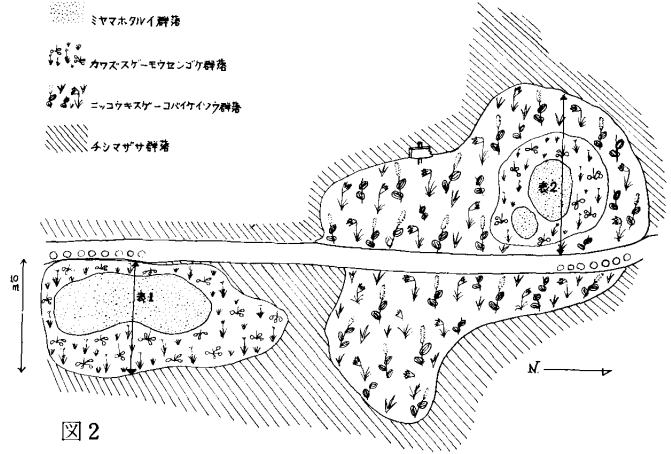 ミヤマホタルイ群落
カワズスゲーモウセンゴケ群落
ニッコウキスゲーコバイケイソウ群落
チシマザサ群落
表2
10m
表1
N
図2